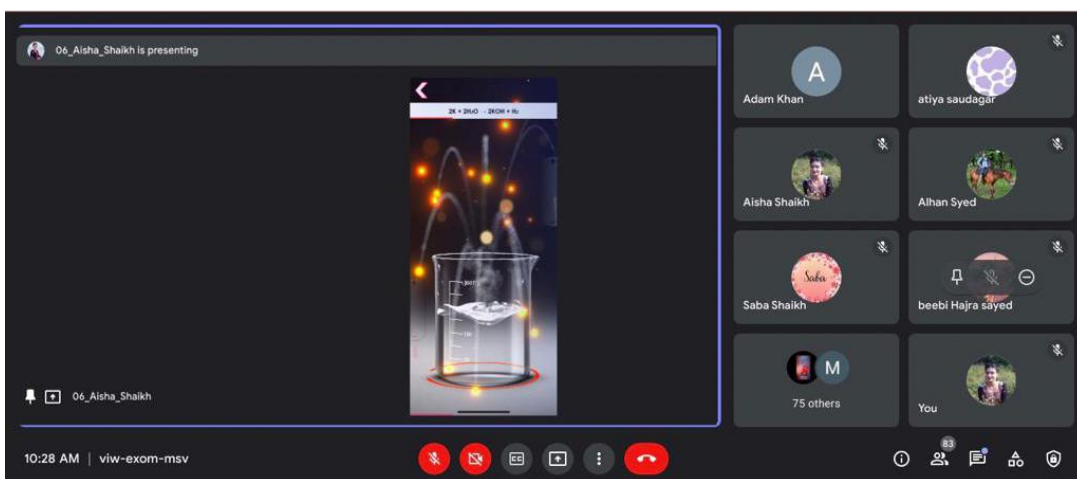 06_Aisha_Shaikh is presenting
2K + 2H₂O → 2KOH + H₂
06_Aisha_Shaikh
A
Adam Khan
atiya saudagar
Aisha Shaikh
Alhan Syed
Saba
Saba Shaikh
beebi Hajra sayed
M
75 others
You
10:28 AM | viw-exom-msv
CC
83